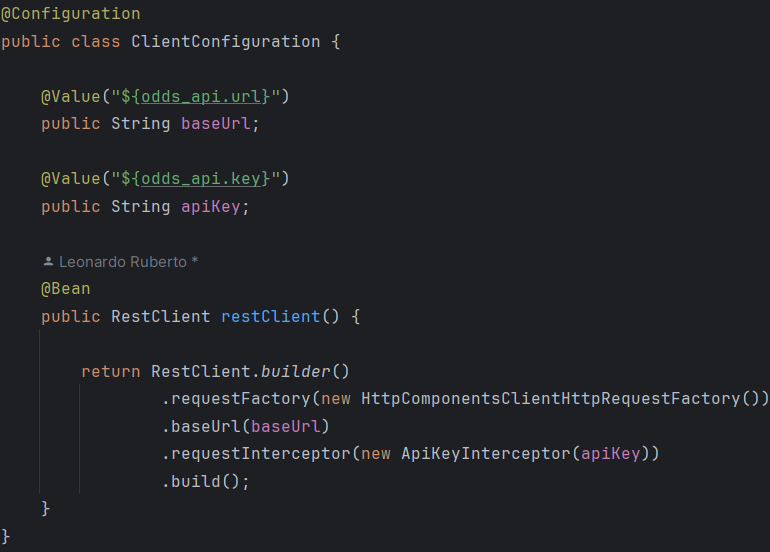 @Configuration
public class ClientConfiguration {
@Value("${odds_api.url}")
public String baseUrl;
@Value("${odds_api.key}")
public String apiKey;
Leonardo Ruberto *
@Bean
public RestClient restClient() {
return RestClient.builder()
.requestFactory(new HttpComponentsClientHttpRequestFactory())
.baseUrl(baseUrl)
.requestInterceptor(new ApiKeyInterceptor(apiKey))
.build();
}
}